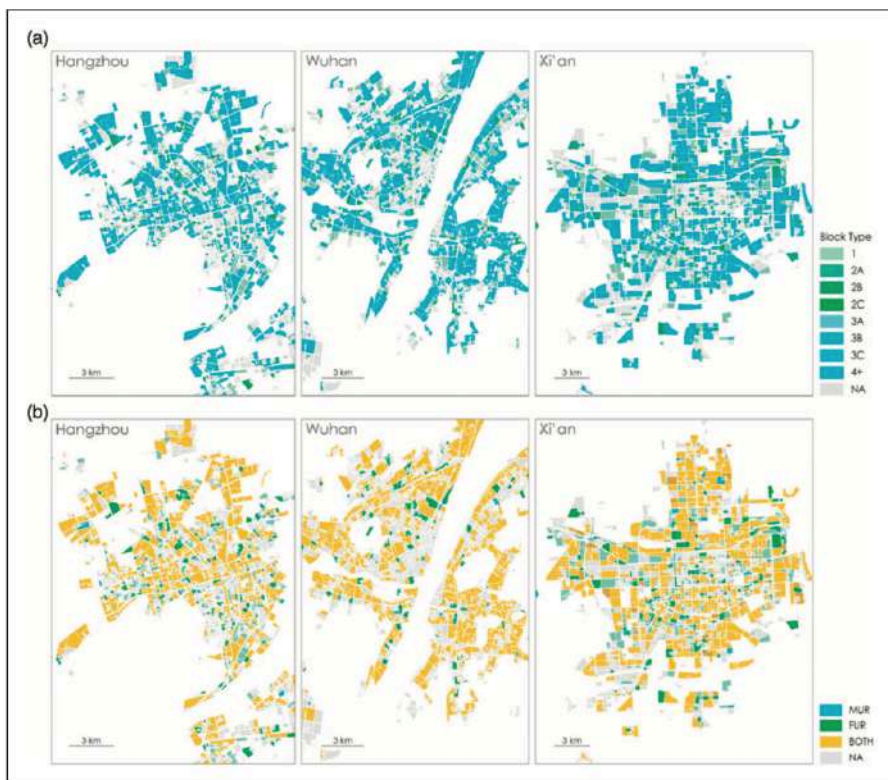 (a)
Hangzhou
Wuhan
Xi'an
Block Type
1
2A
2B
2C
3A
3B
3C
4+
NA
3 km
3 km
3 km
(b)
Hangzhou
Wuhan
Xi'an
MUR
FUR
BOTH
NA
3 km
3 km
3 km